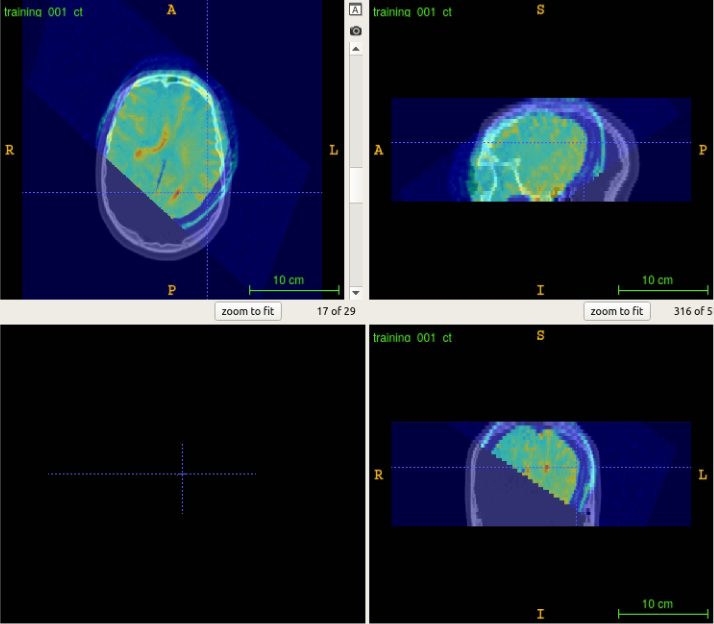 training 001 ct
A
A
R
L
P
10 cm
zoom to fit
17 of 29
training 001 ct
S
A
P
I
10 cm
zoom to fit
316 of 5
training 001 ct
S
R
L
I
10 cm